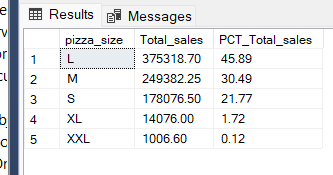 Results Messages
pizza_size Total_sales PCT_Total_sales
1 L 375318.70 45.89
2 M 249382.25 30.49
3 S 178076.50 21.77
4 XL 14076.00 1.72
5 XXL 1006.60 0.12